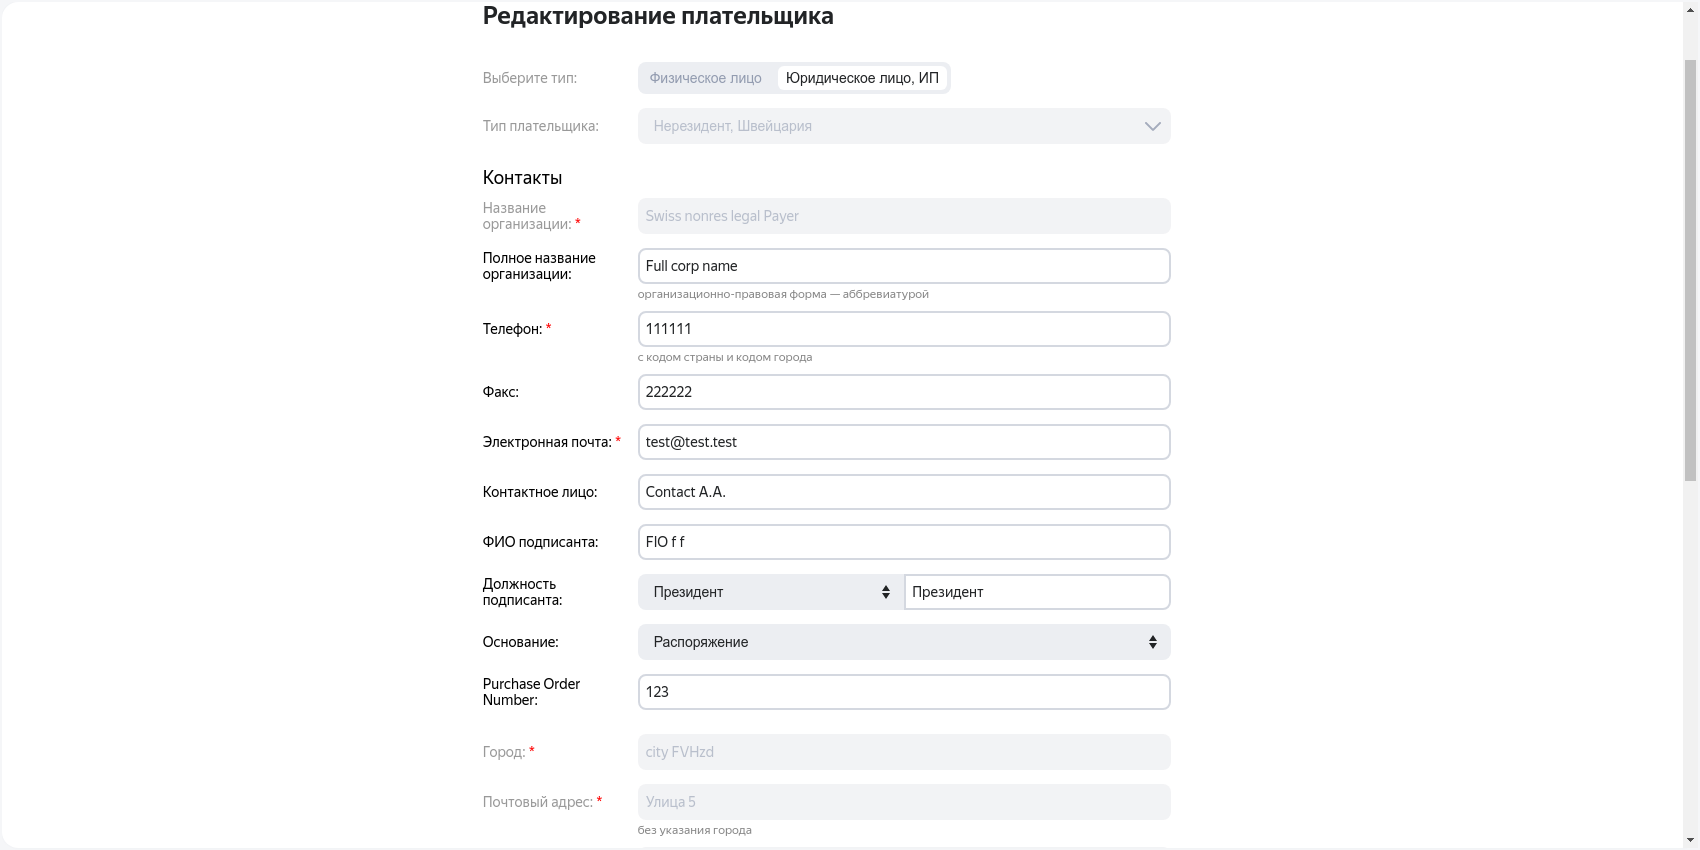 Редактирование плательщика
Выберите тип:
Физическое лицо
Юридическое лицо, ИП
Тип плательщика:
Нерезидент, Швейцария
Контакты
Название
организации: *
Swiss nonres legal Payer
Полное название
организации:
Full corp name
организационно-правовая форма — аббревиатурой
Телефон: *
111111
с кодом страны и кодом города
Факс:
222222
Электронная почта: *
test@test.test
Контактное лицо:
Contact A.A.
ФИО подписанта:
FIO f f
Должность
подписанта:
Президент
Президент
Основание:
Распоряжение
Purchase Order
Number:
123
Город: *
city FVHzd
Почтовый адрес: *
Улица 5
без указания города